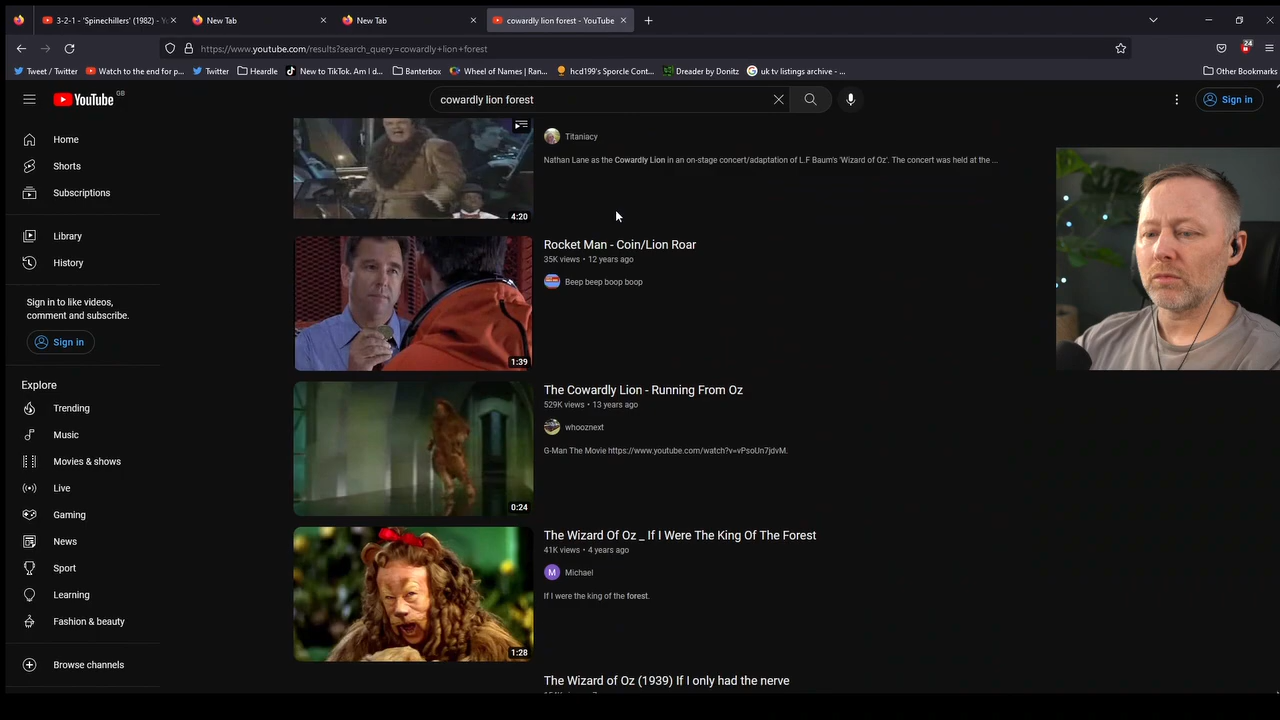 3-2-1 - 'Spinechillers' (1982) - Y
New Tab
New Tab
cowardly lion forest - YouTube
https://www.youtube.com/results?search_query=cowardly+lion+forest
24
Tweet / Twitter
Watch to the end for p...
Twitter
Heardle
New to TikTok. Am I d...
Banterbox
Wheel of Names | Ran...
hcd199's Sporcle Cont...
Dreader by Donitz
uk tv listings archive - ...
Other Bookmarks
YouTube GB
cowardly lion forest
Sign in
Home
Shorts
Subscriptions
Library
History
Sign in to like videos,
comment and subscribe.
Sign in
Explore
Trending
Music
Movies & shows
Live
Gaming
News
Sport
Learning
Fashion & beauty
Browse channels
Titaniacy
Nathan Lane as the Cowardly Lion in an on-stage concert/adaptation of L.F Baum's 'Wizard of Oz'. The concert was held at the ...
4:20
Rocket Man - Coin/Lion Roar
35K views • 12 years ago
Beep beep boop boop
1:39
The Cowardly Lion - Running From Oz
529K views • 13 years ago
whooznext
G-Man The Movie https://www.youtube.com/watch?v=vPsoUn7jdvM.
0:24
The Wizard Of Oz _ If I Were The King Of The Forest
41K views • 4 years ago
M
Michael
If I were the king of the forest.
1:28
The Wizard of Oz (1939) If I only had the nerve